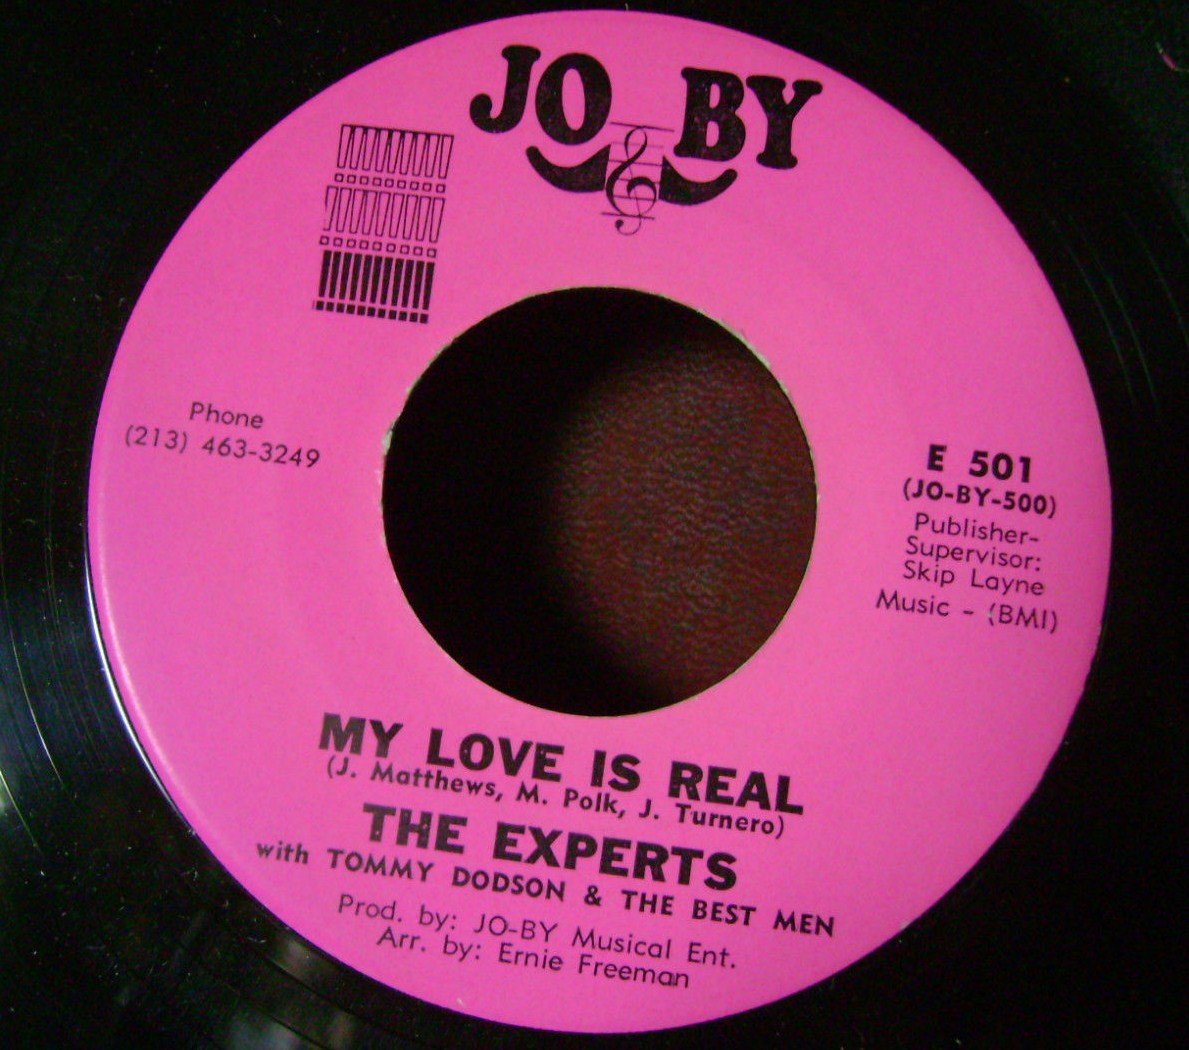 JO BY
Phone
(213) 463-3249
E 501
(JO-BY-500)
Publisher-
Supervisor:
Skip Layne
Music - (BMI)
MY LOVE IS REAL
(J. Matthews, M. Polk, J. Turnero)
THE EXPERTS
with TOMMY DODSON & THE BEST MEN
Prod. by: JO-BY Musical Ent.
Arr. by: Ernie Freeman